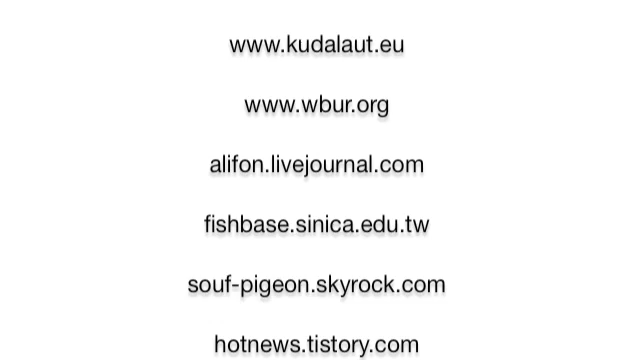 www.kudalaut.eu
www.wbur.org
alifon.livejournal.com
fishbase.sinica.edu.tw
souf-pigeon.skyrock.com
hotnews.tistory.com